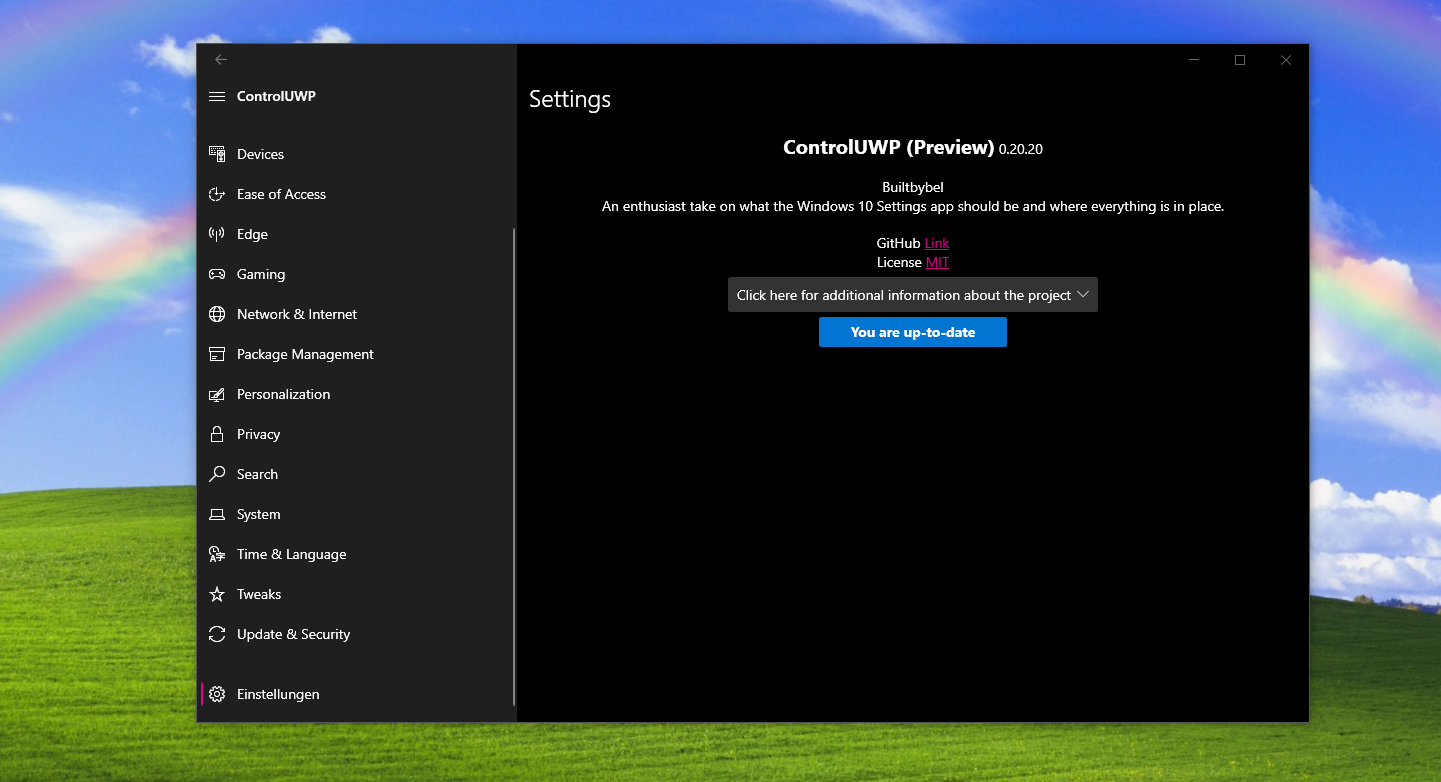 ControlUWP
Devices
Ease of Access
Edge
Gaming
Network & Internet
Package Management
Personalization
Privacy
Search
System
Time & Language
Tweaks
Update & Security
Einstellungen
Settings
ControlUWP (Preview) 0.20.20
Builtbybel
An enthusiast take on what the Windows 10 Settings app should be and where everything is in place.
GitHub Link
License MIT
Click here for additional information about the project
You are up-to-date